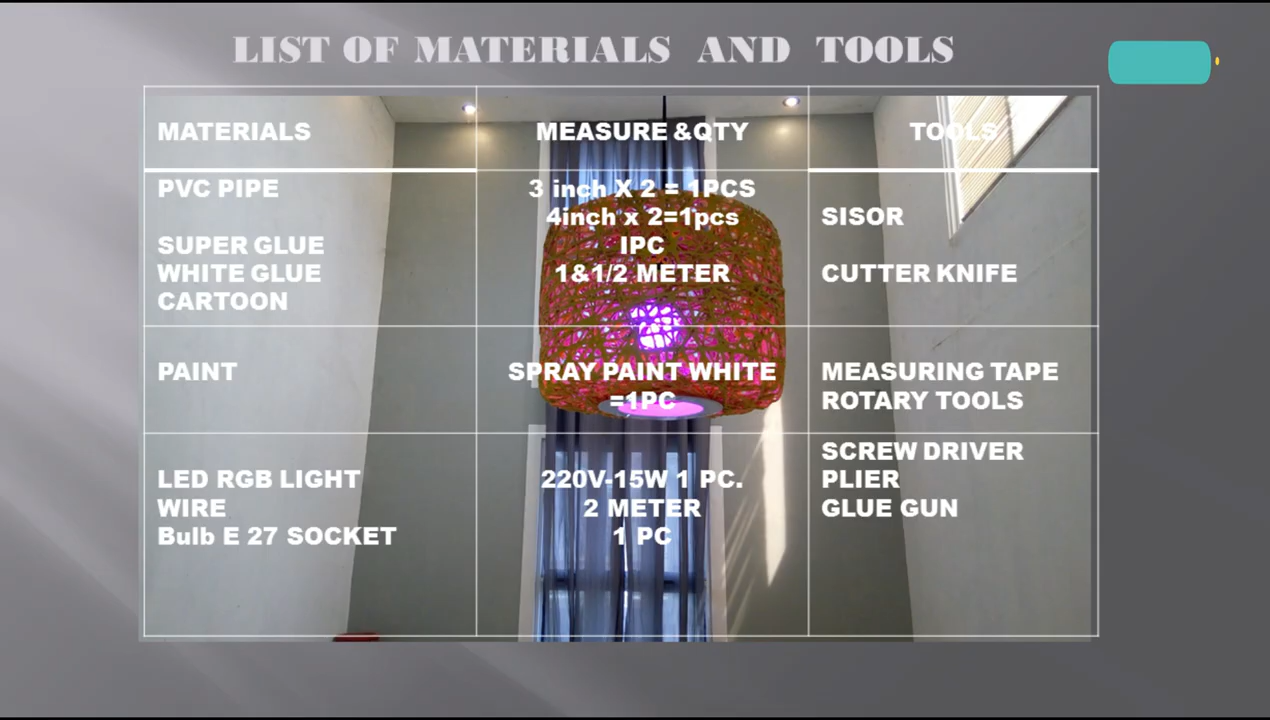 LIST OF MATERIALS AND TOOLS
MATERIALS
MEASURE &QTY
TOOLS
PVC PIPE
SUPER GLUE
WHITE GLUE
CARTOON
3 inch X 2 = 1PCS
4inch x 2=1pcs
IPC
1&1/2 METER
SISOR
CUTTER KNIFE
PAINT
SPRAY PAINT WHITE
=1PC
MEASURING TAPE
ROTARY TOOLS
LED RGB LIGHT
WIRE
Bulb E 27 SOCKET
220V-15W 1 PC.
2 METER
1 PC
SCREW DRIVER
PLIER
GLUE GUN